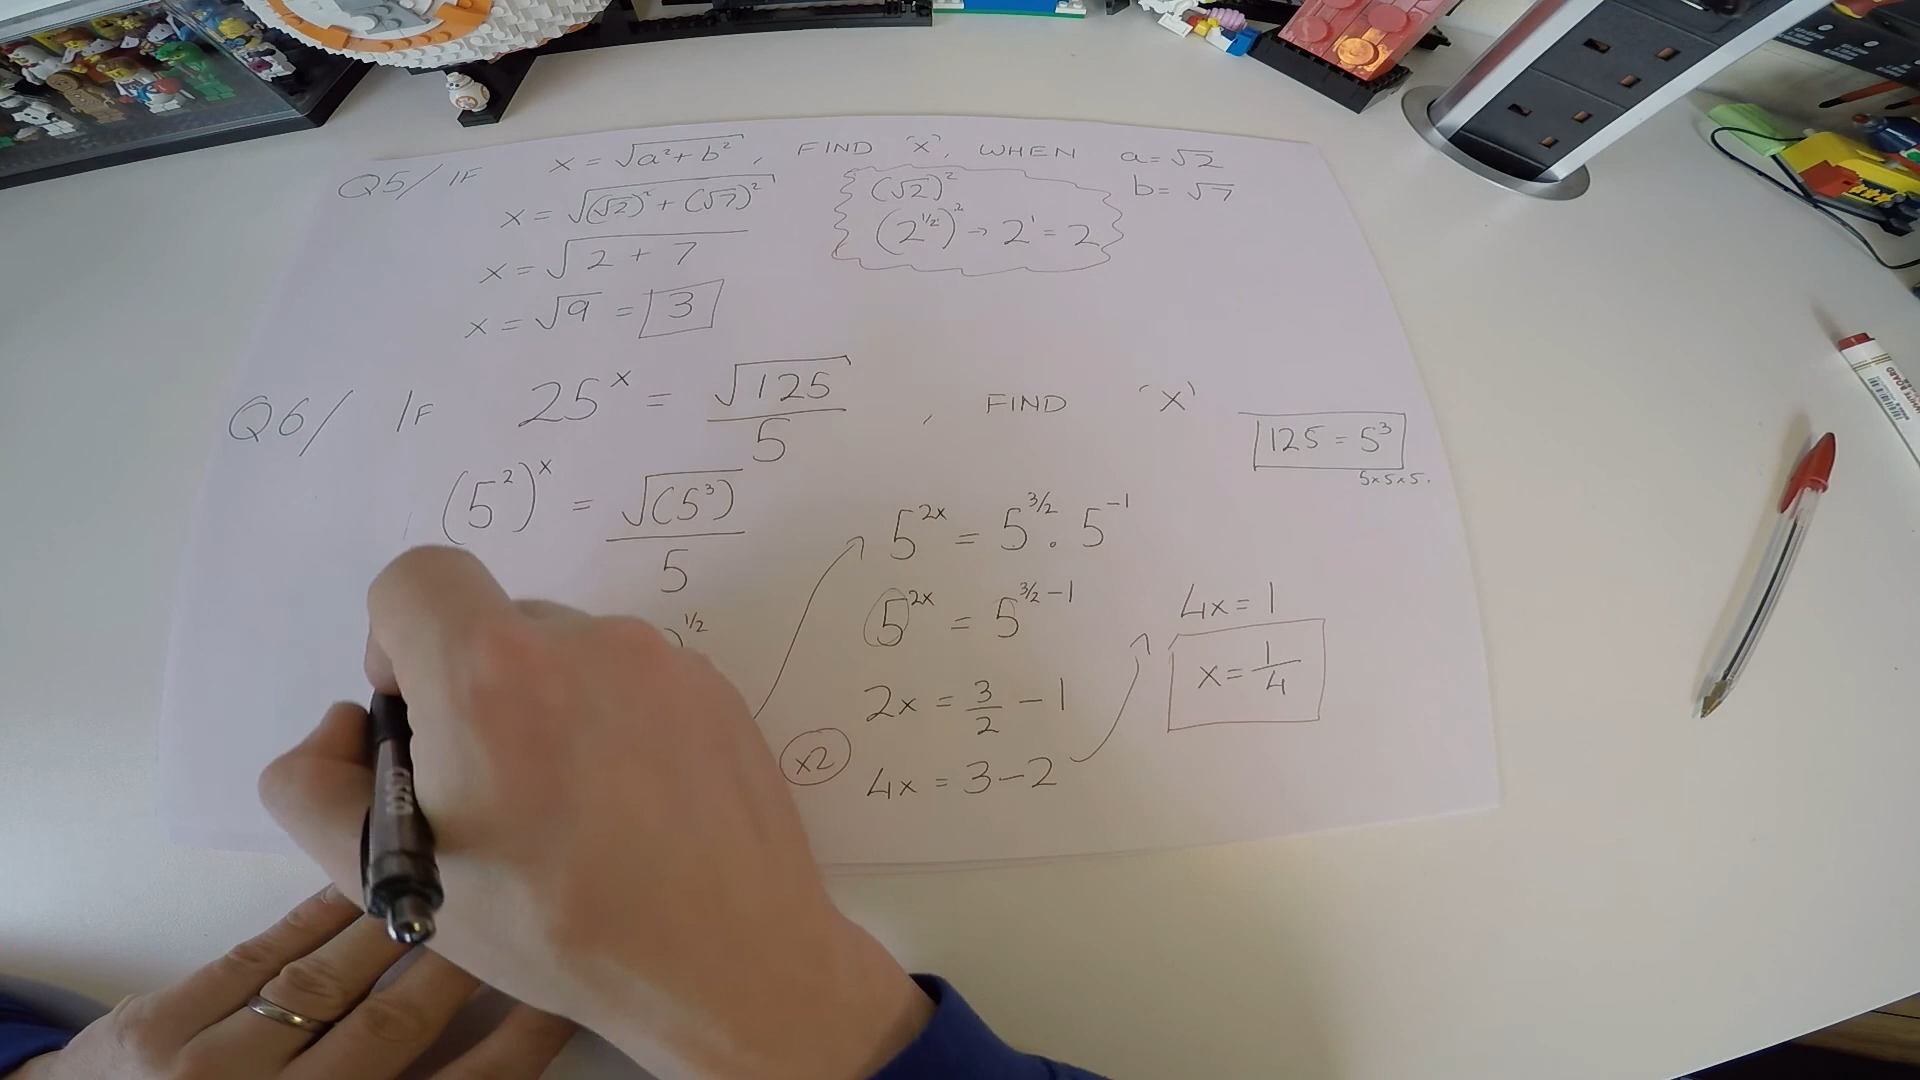 Q5/ IF x = √a²+b², FIND 'x', WHEN a=√2
b=√7
x = √(√2)²+(√7)²
(√2)²
(2^1/2)² → 2¹ = 2
x = √2 + 7
x = √9 = 3
Q6/ IF 25^x = √125/5, FIND 'x'
125 = 5³
5×5×5.
(5²)^x = √(5³)/5
)^1/2
5^2x = 5^3/2 . 5^-1
5^2x = 5^3/2-1
2x = 3/2 - 1
×2
4x = 3-2
4x = 1
x = 1/4